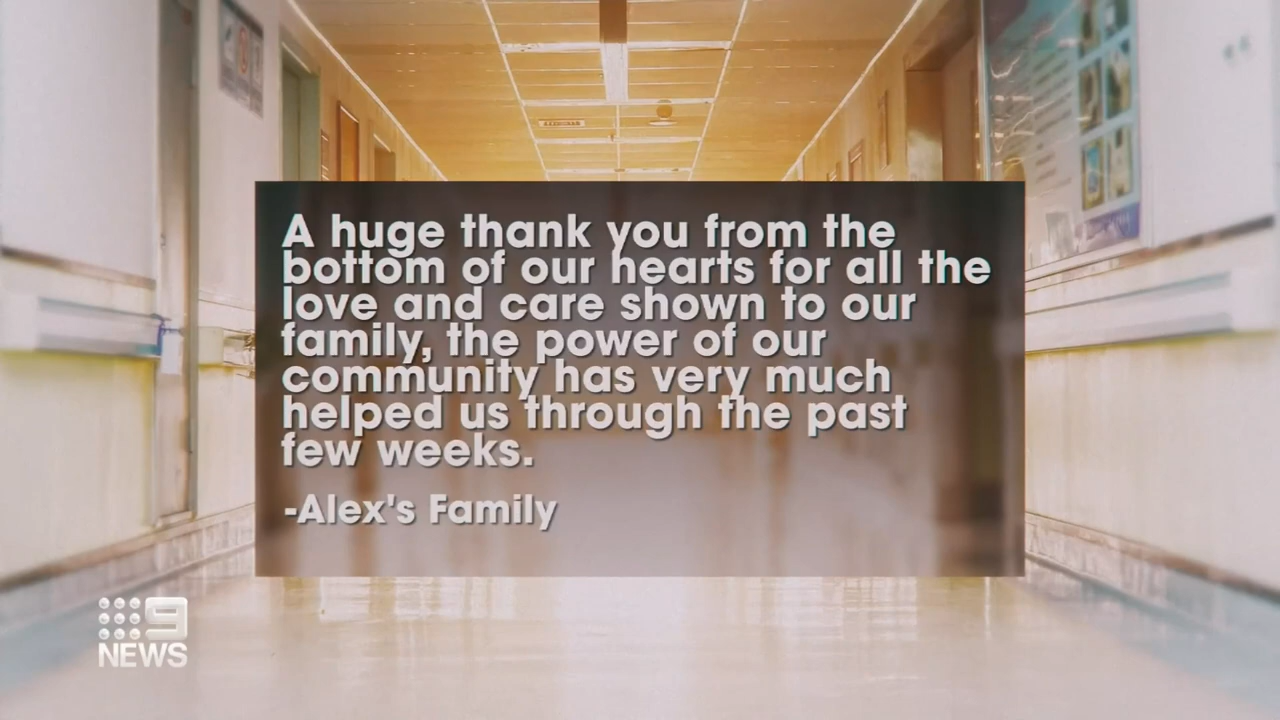 A huge thank you from the
bottom of our hearts for all the
love and care shown to our
family, the power of our
community has very much
helped us through the past
few weeks.
-Alex's Family
9
NEWS